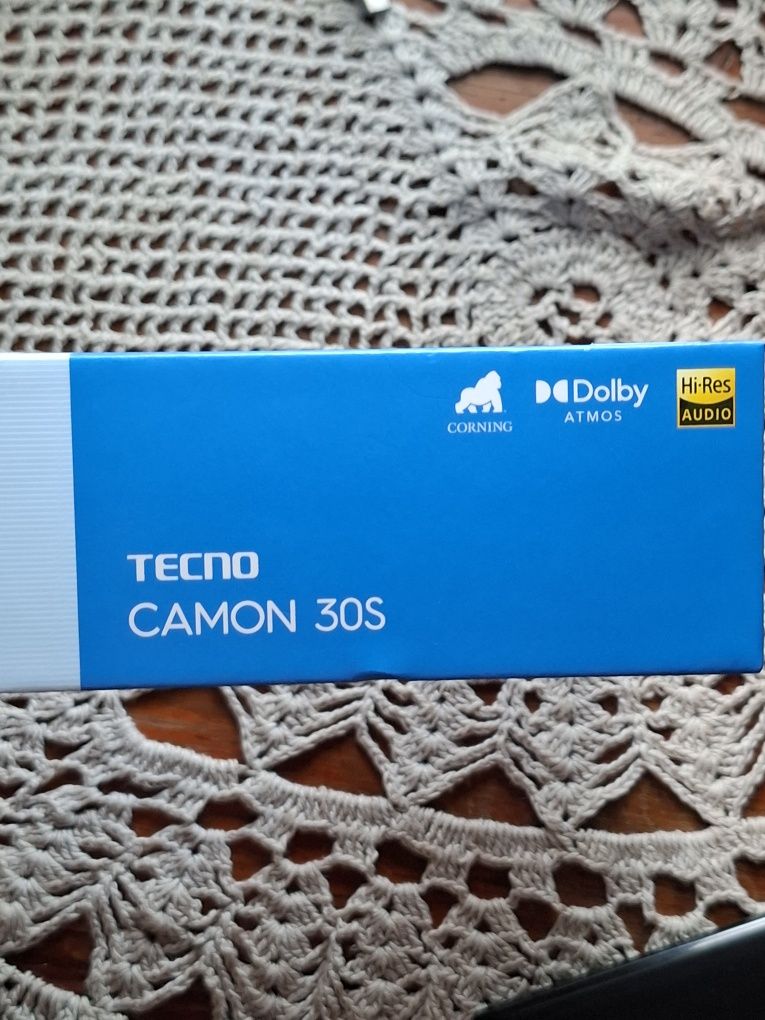 CORNING
Dolby
ATMOS
Hi-Res
AUDIO
TECNO
CAMON 30S